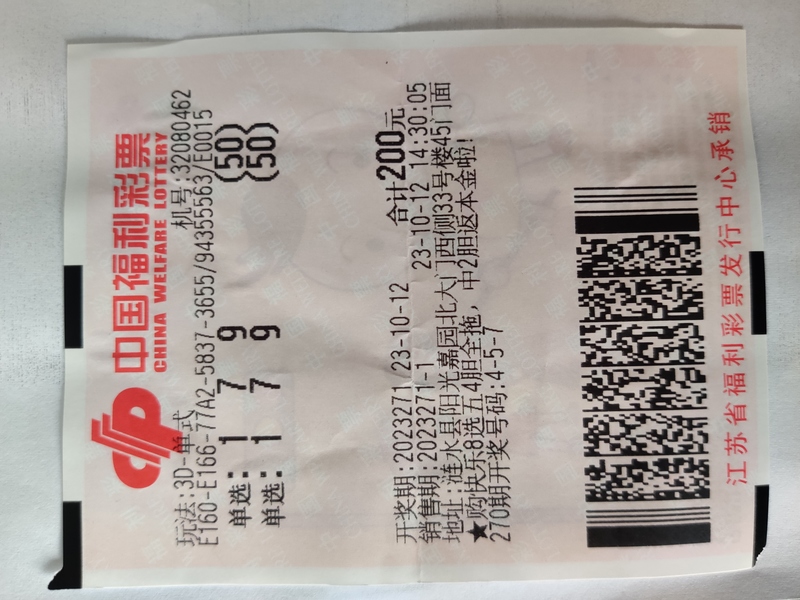 中国福利彩票
CHINA WELFARE LOTTERY
玩法:3D-单式 机号:32080462
E160-E166-77A2-5837-3655/94355563/E0015
单选: 1 7 9 (50)
单选: 1 7 9 (50)
合计200元
开奖期:2023271 23-10-12
销售期:2023271-1 23-10-12 14:30:05
地址:涟水县阳光嘉园北大门西侧33号楼45门面
★购快乐8选五4胆全拖，中2胆返本金啦!
270期开奖号码:4-5-7
江苏省福利彩票发行中心承销